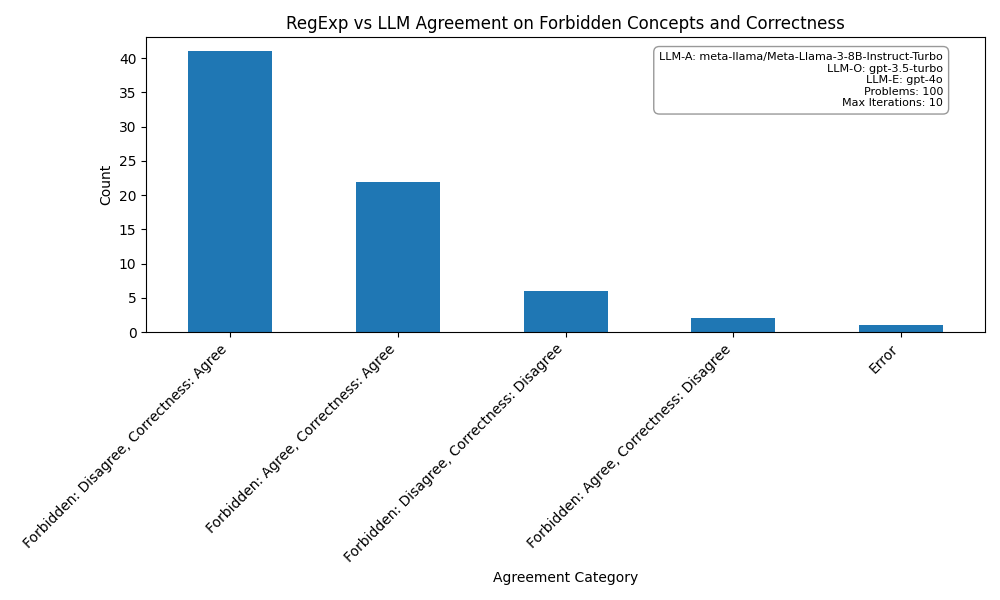 RegExp vs LLM Agreement on Forbidden Concepts and Correctness
LLM-A: meta-llama/Meta-Llama-3-8B-Instruct-Turbo
LLM-O: gpt-3.5-turbo
LLM-E: gpt-4o
Problems: 100
Max Iterations: 10
Count
40
35
30
25
20
15
10
5
0
Forbidden: Disagree, Correctness: Agree
Forbidden: Agree, Correctness: Agree
Forbidden: Disagree, Correctness: Disagree
Forbidden: Agree, Correctness: Disagree
Error
Agreement Category